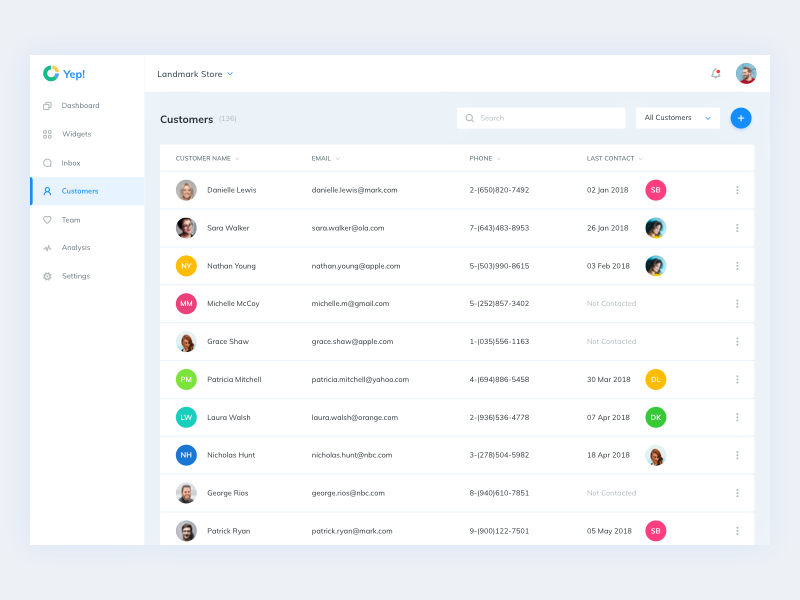 Yep!
Landmark Store
Dashboard
Widgets
Inbox
Customers
Team
Analysis
Settings
Customers (136)
Search
All Customers
+
CUSTOMER NAME EMAIL PHONE LAST CONTACT
Danielle Lewis danielle.lewis@mark.com 2-(650)820-7492 02 Jan 2018 SB
Sara Walker sara.walker@ola.com 7-(643)483-8953 26 Jan 2018
NY Nathan Young nathan.young@apple.com 5-(503)990-8615 03 Feb 2018
MM Michelle McCoy michelle.m@gmail.com 5-(252)857-3402 Not Contacted
Grace Shaw grace.shaw@apple.com 1-(035)556-1163 Not Contacted
PM Patricia Mitchell patricia.mitchell@yahoo.com 4-(694)886-5458 30 Mar 2018 DL
LW Laura Walsh laura.walsh@orange.com 2-(936)536-4778 07 Apr 2018 DK
NH Nicholas Hunt nicholas.hunt@nbc.com 3-(278)504-5982 18 Apr 2018
George Rios george.rios@nbc.com 8-(940)610-7851 Not Contacted
Patrick Ryan patrick.ryan@mark.com 9-(900)122-7501 05 May 2018 SB